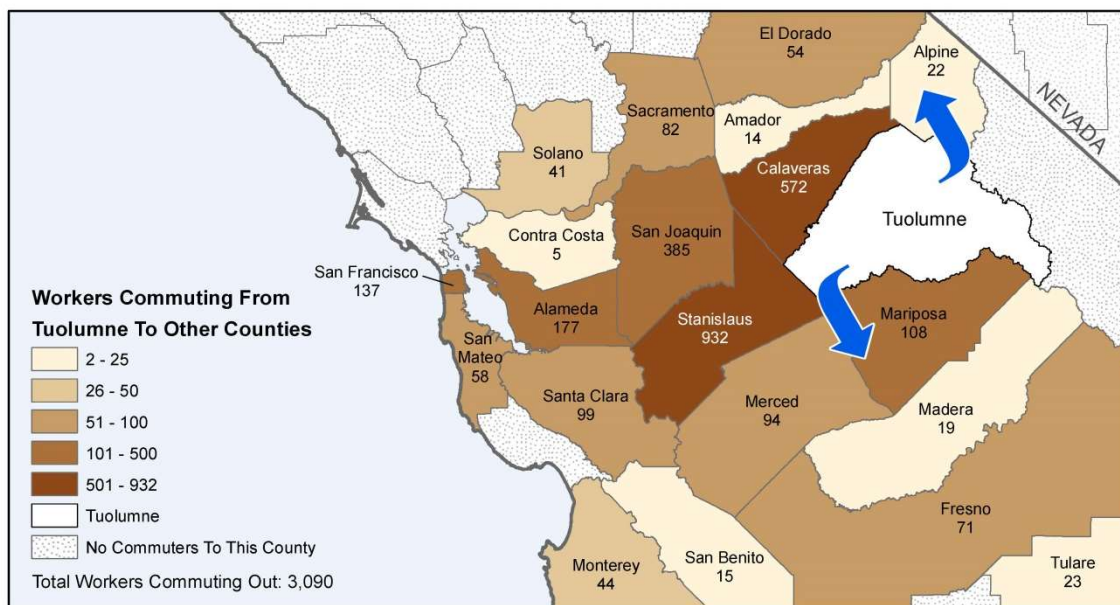 El Dorado
54
Alpine
22
NEVADA
Sacramento
82
Amador
14
Solano
41
Calaveras
572
Tuolumne
Contra Costa
5
San Joaquin
385
San Francisco
137
Alameda
177
Stanislaus
932
Mariposa
108
San
Mateo
58
Santa Clara
99
Merced
94
Madera
19
Fresno
71
Monterey
44
San Benito
15
Tulare
23
Workers Commuting From
Tuolumne To Other Counties
2 - 25
26 - 50
51 - 100
101 - 500
501 - 932
Tuolumne
No Commuters To This County
Total Workers Commuting Out: 3,090